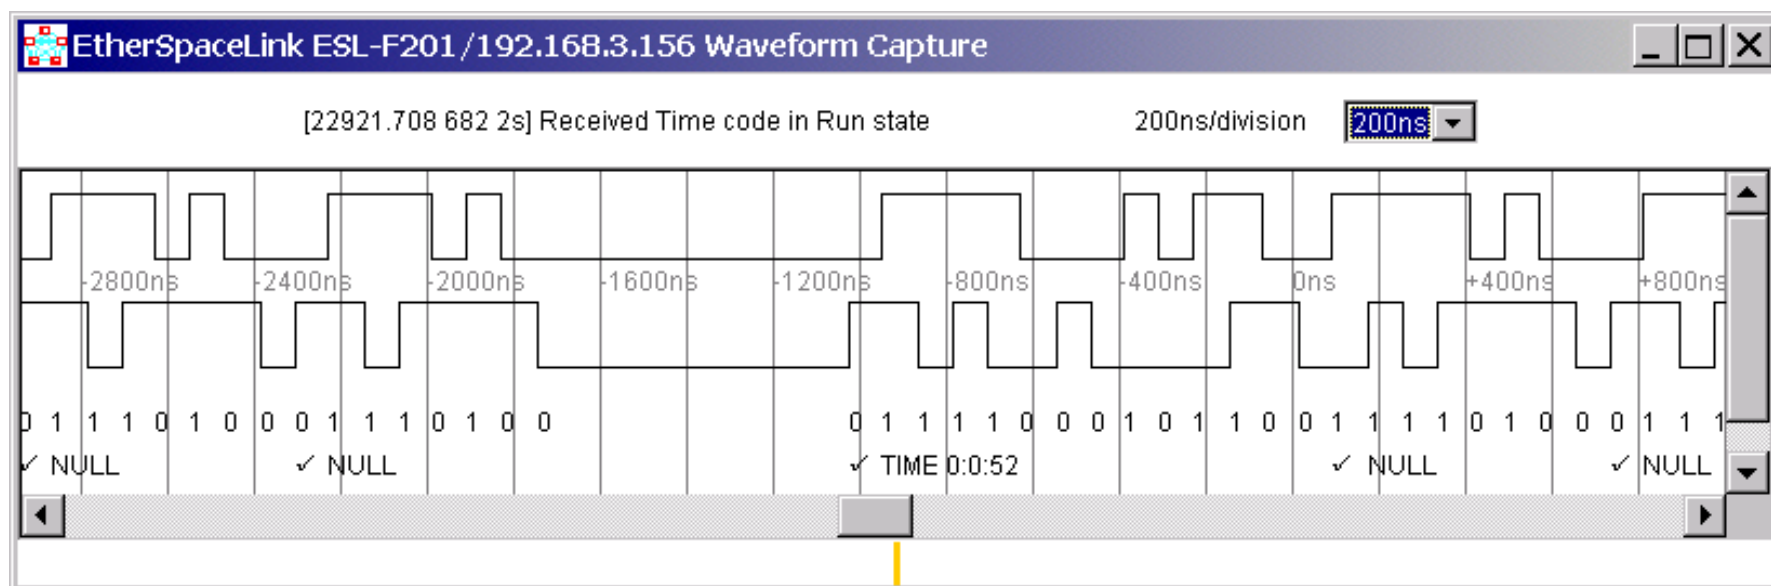 EtherSpaceLink ESL-F201/192.168.3.156 Waveform Capture
[22921.708 682 2s] Received Time code in Run state 200ns/division 200ns
-2800ns -2400ns -2000ns -1600ns -1200ns -800ns -400ns 0ns +400ns +800ns
0 1 1 1 0 1 0 0 0 1 1 1 0 1 0 0 0 1 1 1 1 0 0 0 1 0 1 1 0 0 1 1 1 1 0 1 0 0 0 1 1 1
✓ NULL ✓ NULL ✓ TIME 0:0:52 ✓ NULL ✓ NULL